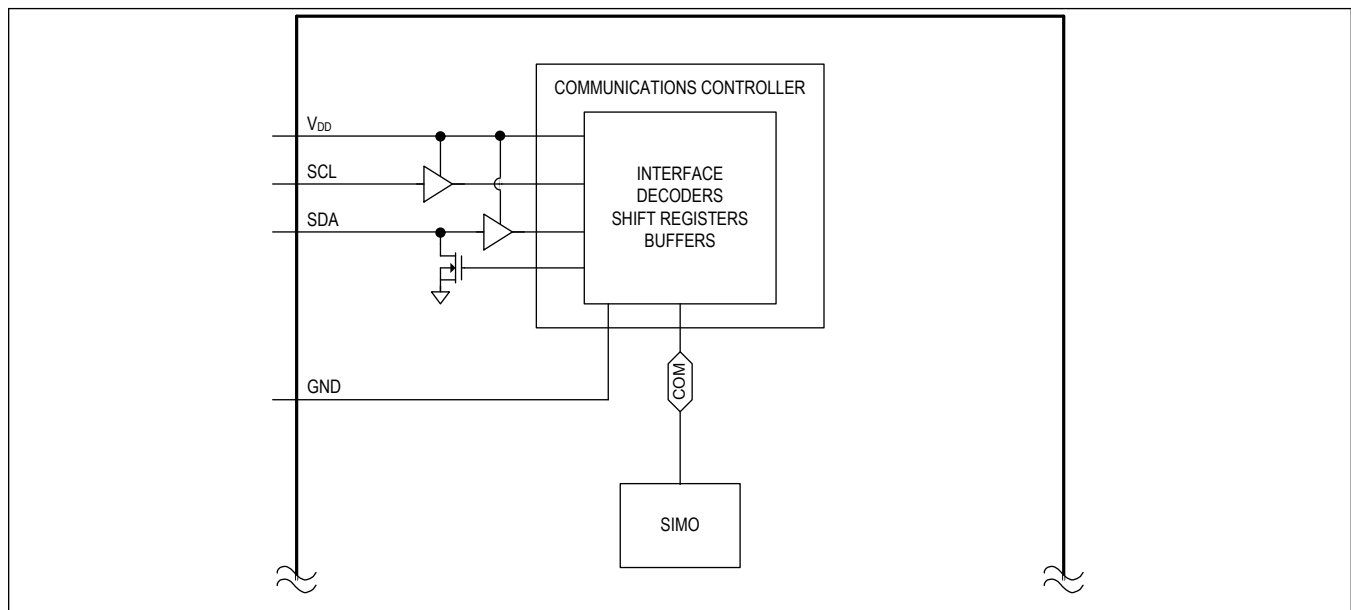 COMMUNICATIONS CONTROLLER
VDD
SCL
SDA
INTERFACE
DECODERS
SHIFT REGISTERS
BUFFERS
GND
COM
SIMO